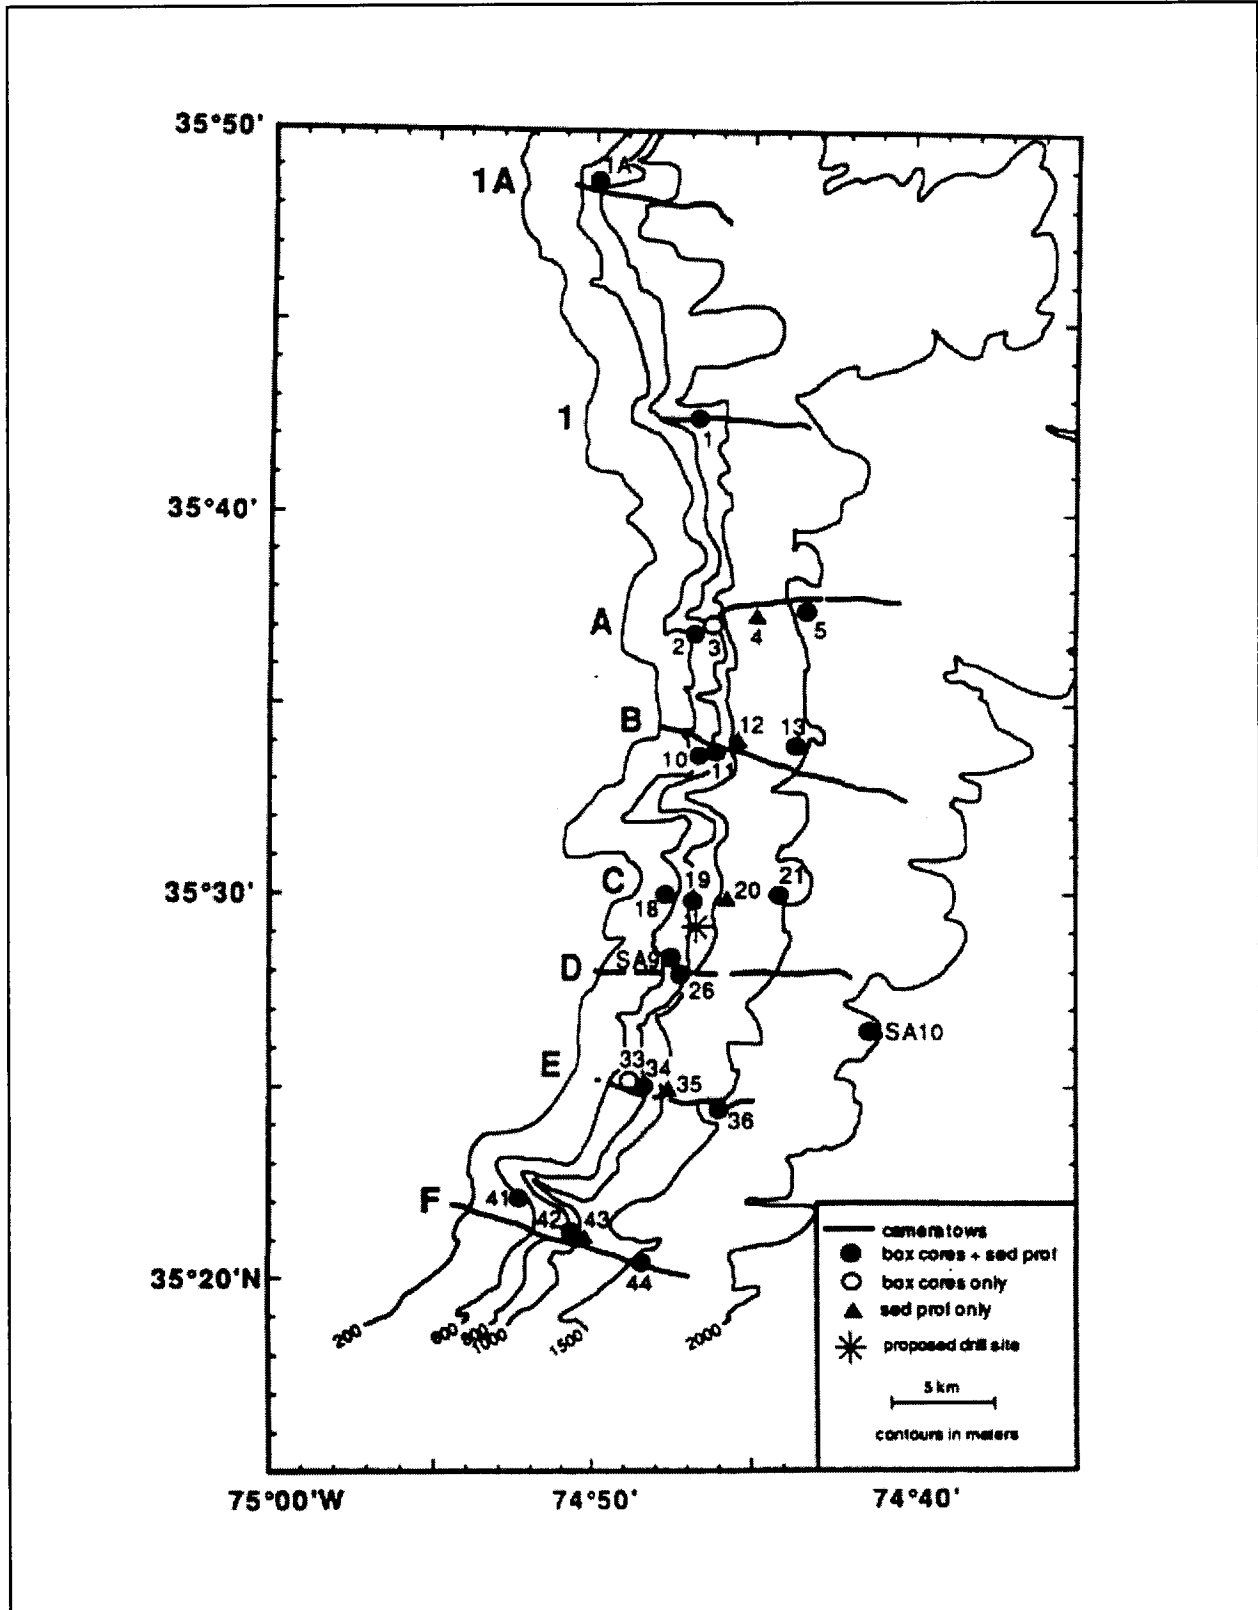 35°50'
1A
1A
1
1
35°40'
A
2
3
4
5
B
12
13
10
11
C
19
21
18
20
35°30'
SA9
D
26
SA10
33
34
E
35
36
41
F
42
43
44
35°20'N
200
600
800
1000
1500
2000
camera tows
box cores + sed prof
box cores only
sed prof only
proposed drill site
5 km
contours in meters
75°00'W
74°50'
74°40'